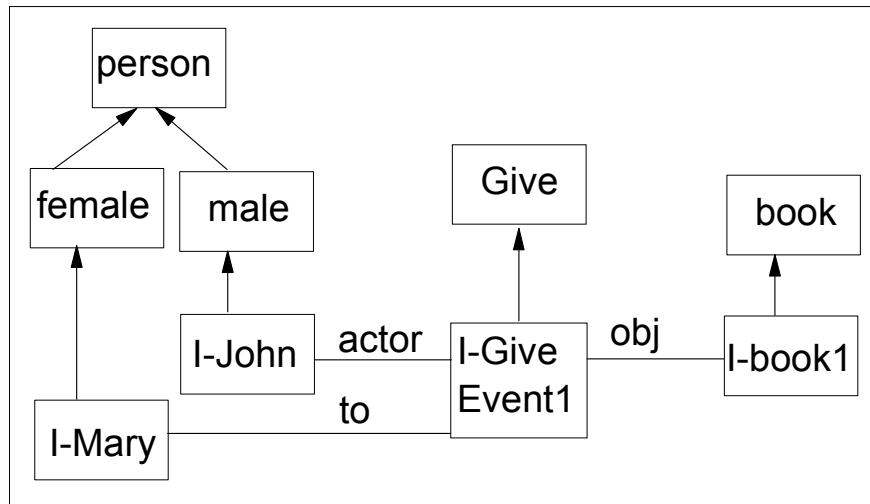 person
female
male
Give
book
I-John
actor
I-Give
Event1
obj
I-book1
I-Mary
to